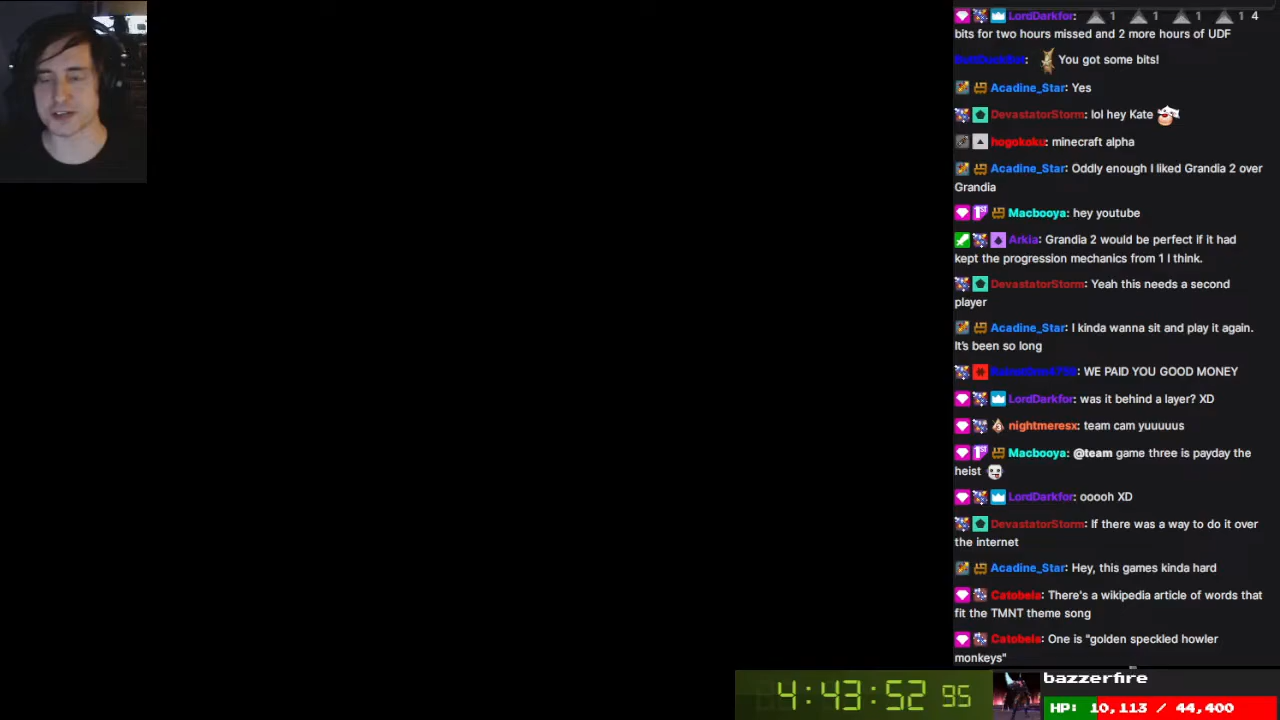 LordDarkfor: 1 1 1 1 4
bits for two hours missed and 2 more hours of UDF
You got some bits!
Acadine_Star: Yes
DevastatorStorm: lol hey Kate
hogokoku: minecraft alpha
Acadine_Star: Oddly enough I liked Grandia 2 over
Grandia
Macbooya: hey youtube
Arkia: Grandia 2 would be perfect if it had
kept the progression mechanics from 1 I think.
DevastatorStorm: Yeah this needs a second
player
Acadine_Star: I kinda wanna sit and play it again.
It's been so long
WE PAID YOU GOOD MONEY
LordDarkfor: was it behind a layer? XD
nightmeresx: team cam yuuuuus
Macbooya: @team game three is payday the
heist
LordDarkfor: ooooh XD
DevastatorStorm: If there was a way to do it over
the internet
Acadine_Star: Hey, this games kinda hard
Catobela: There's a wikipedia article of words that
fit the TMNT theme song
Catobela: One is "golden speckled howler
monkeys"
4:43:52 95
bazzerfire
HP: 10,113 / 44,400